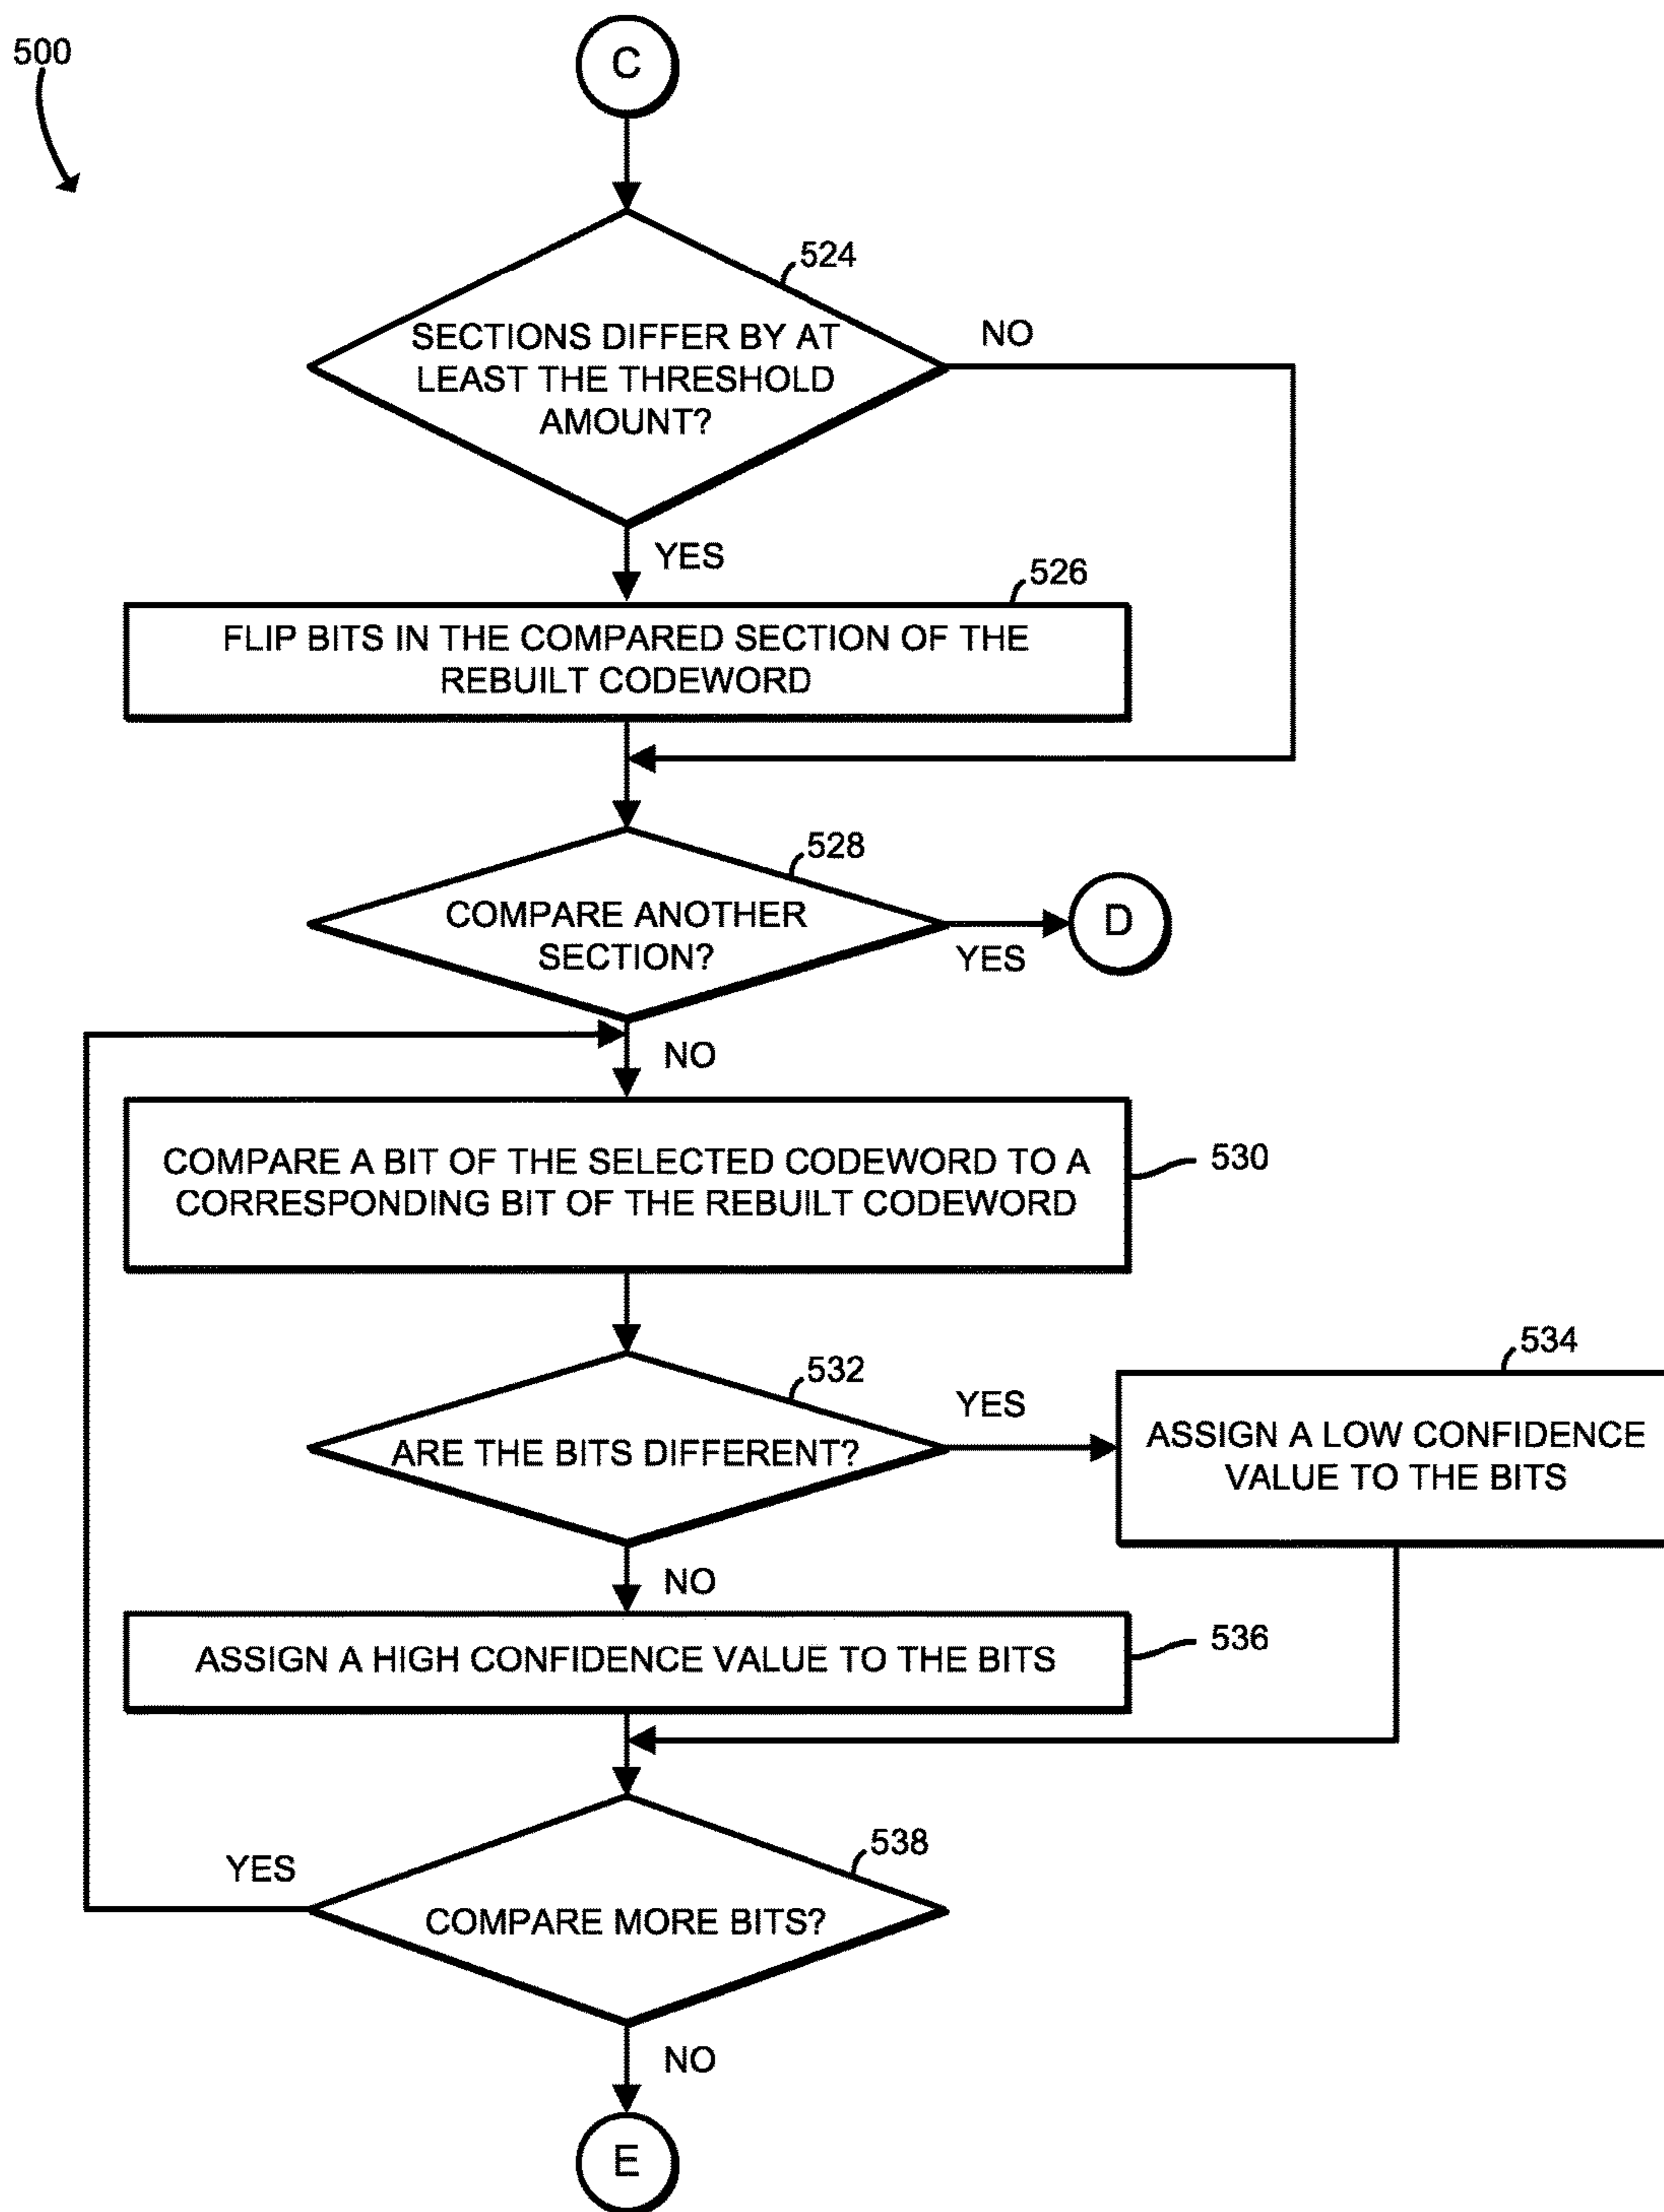 500
C
524
SECTIONS DIFFER BY AT
LEAST THE THRESHOLD
AMOUNT?
NO
YES
526
FLIP BITS IN THE COMPARED SECTION OF THE
REBUILT CODEWORD
528
COMPARE ANOTHER
SECTION?
YES
D
NO
COMPARE A BIT OF THE SELECTED CODEWORD TO A
CORRESPONDING BIT OF THE REBUILT CODEWORD
530
532
ARE THE BITS DIFFERENT?
YES
534
ASSIGN A LOW CONFIDENCE
VALUE TO THE BITS
NO
ASSIGN A HIGH CONFIDENCE VALUE TO THE BITS
536
538
COMPARE MORE BITS?
YES
NO
E